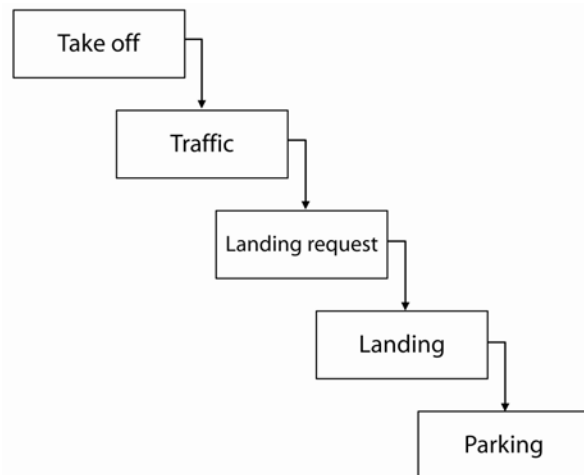 Take off
Traffic
Landing request
Landing
Parking